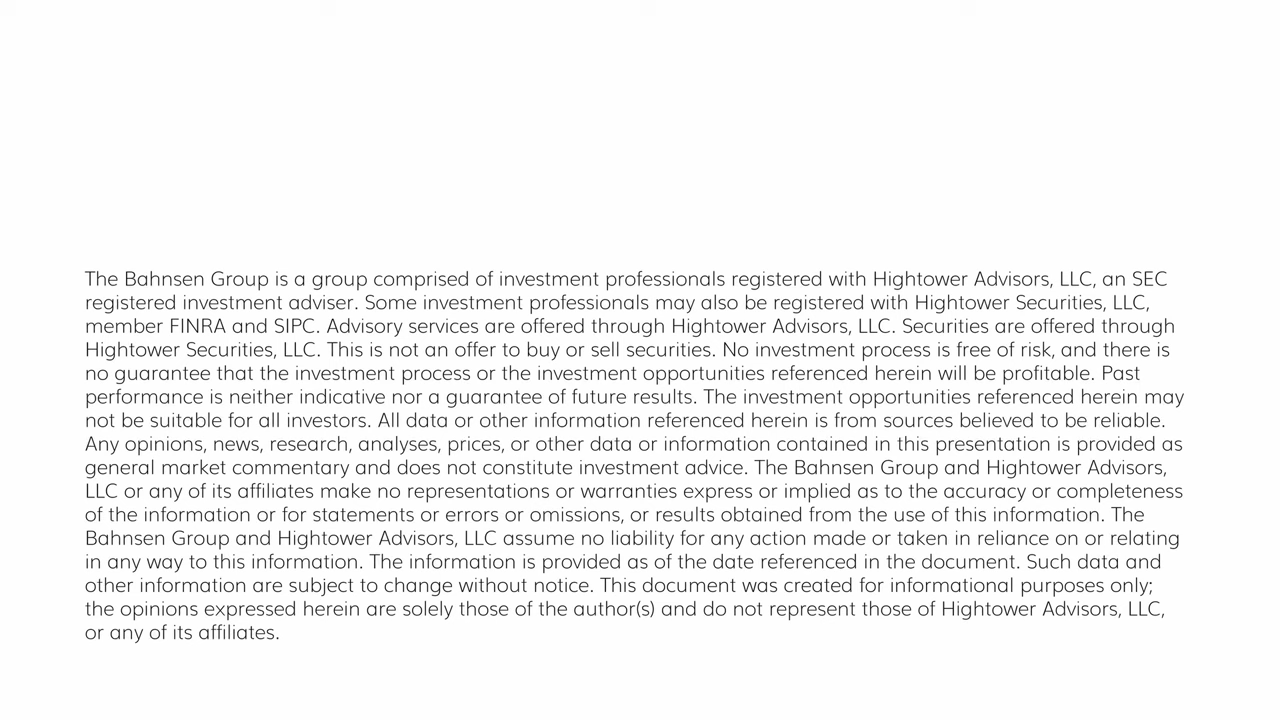 The Bahnsen Group is a group comprised of investment professionals registered with Hightower Advisors, LLC, an SEC
registered investment adviser. Some investment professionals may also be registered with Hightower Securities, LLC,
member FINRA and SIPC. Advisory services are offered through Hightower Advisors, LLC. Securities are offered through
Hightower Securities, LLC. This is not an offer to buy or sell securities. No investment process is free of risk, and there is
no guarantee that the investment process or the investment opportunities referenced herein will be profitable. Past
performance is neither indicative nor a guarantee of future results. The investment opportunities referenced herein may
not be suitable for all investors. All data or other information referenced herein is from sources believed to be reliable.
Any opinions, news, research, analyses, prices, or other data or information contained in this presentation is provided as
general market commentary and does not constitute investment advice. The Bahnsen Group and Hightower Advisors,
LLC or any of its affiliates make no representations or warranties express or implied as to the accuracy or completeness
of the information or for statements or errors or omissions, or results obtained from the use of this information. The
Bahnsen Group and Hightower Advisors, LLC assume no liability for any action made or taken in reliance on or relating
in any way to this information. The information is provided as of the date referenced in the document. Such data and
other information are subject to change without notice. This document was created for informational purposes only;
the opinions expressed herein are solely those of the author(s) and do not represent those of Hightower Advisors, LLC,
or any of its affiliates.